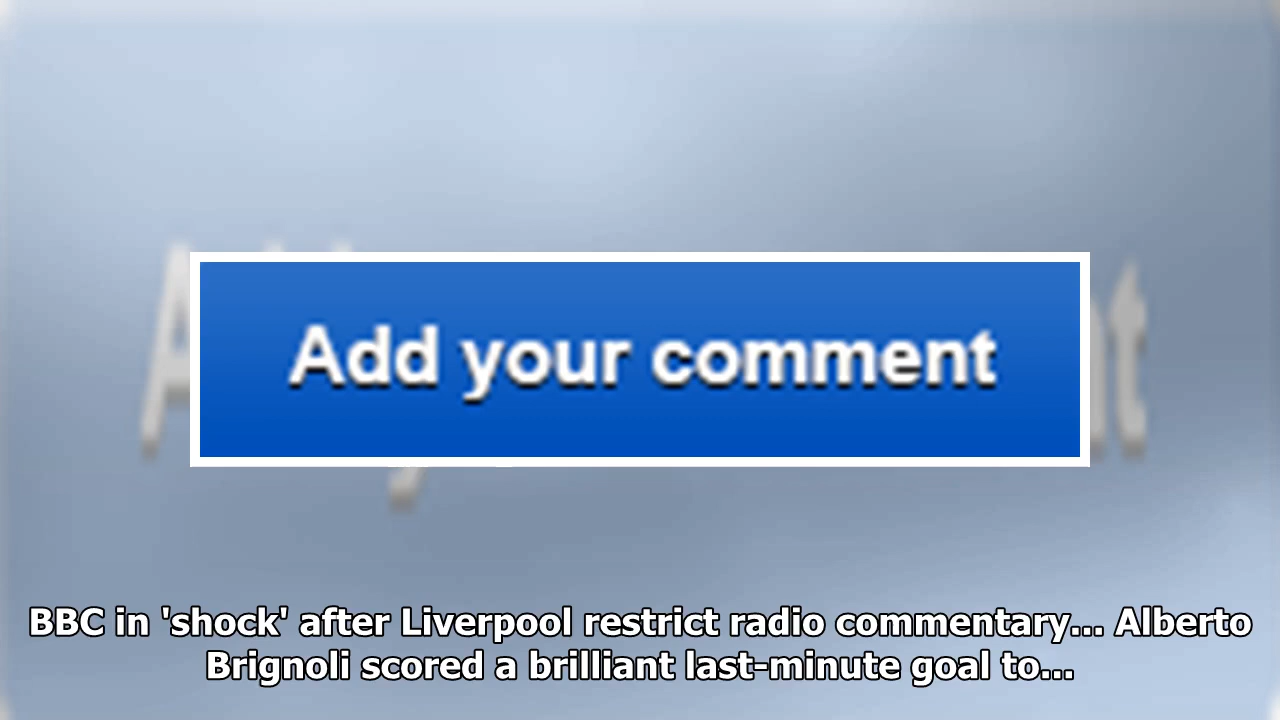 Add your comment
BBC in 'shock' after Liverpool restrict radio commentary... Alberto
Brignoli scored a brilliant last-minute goal to...